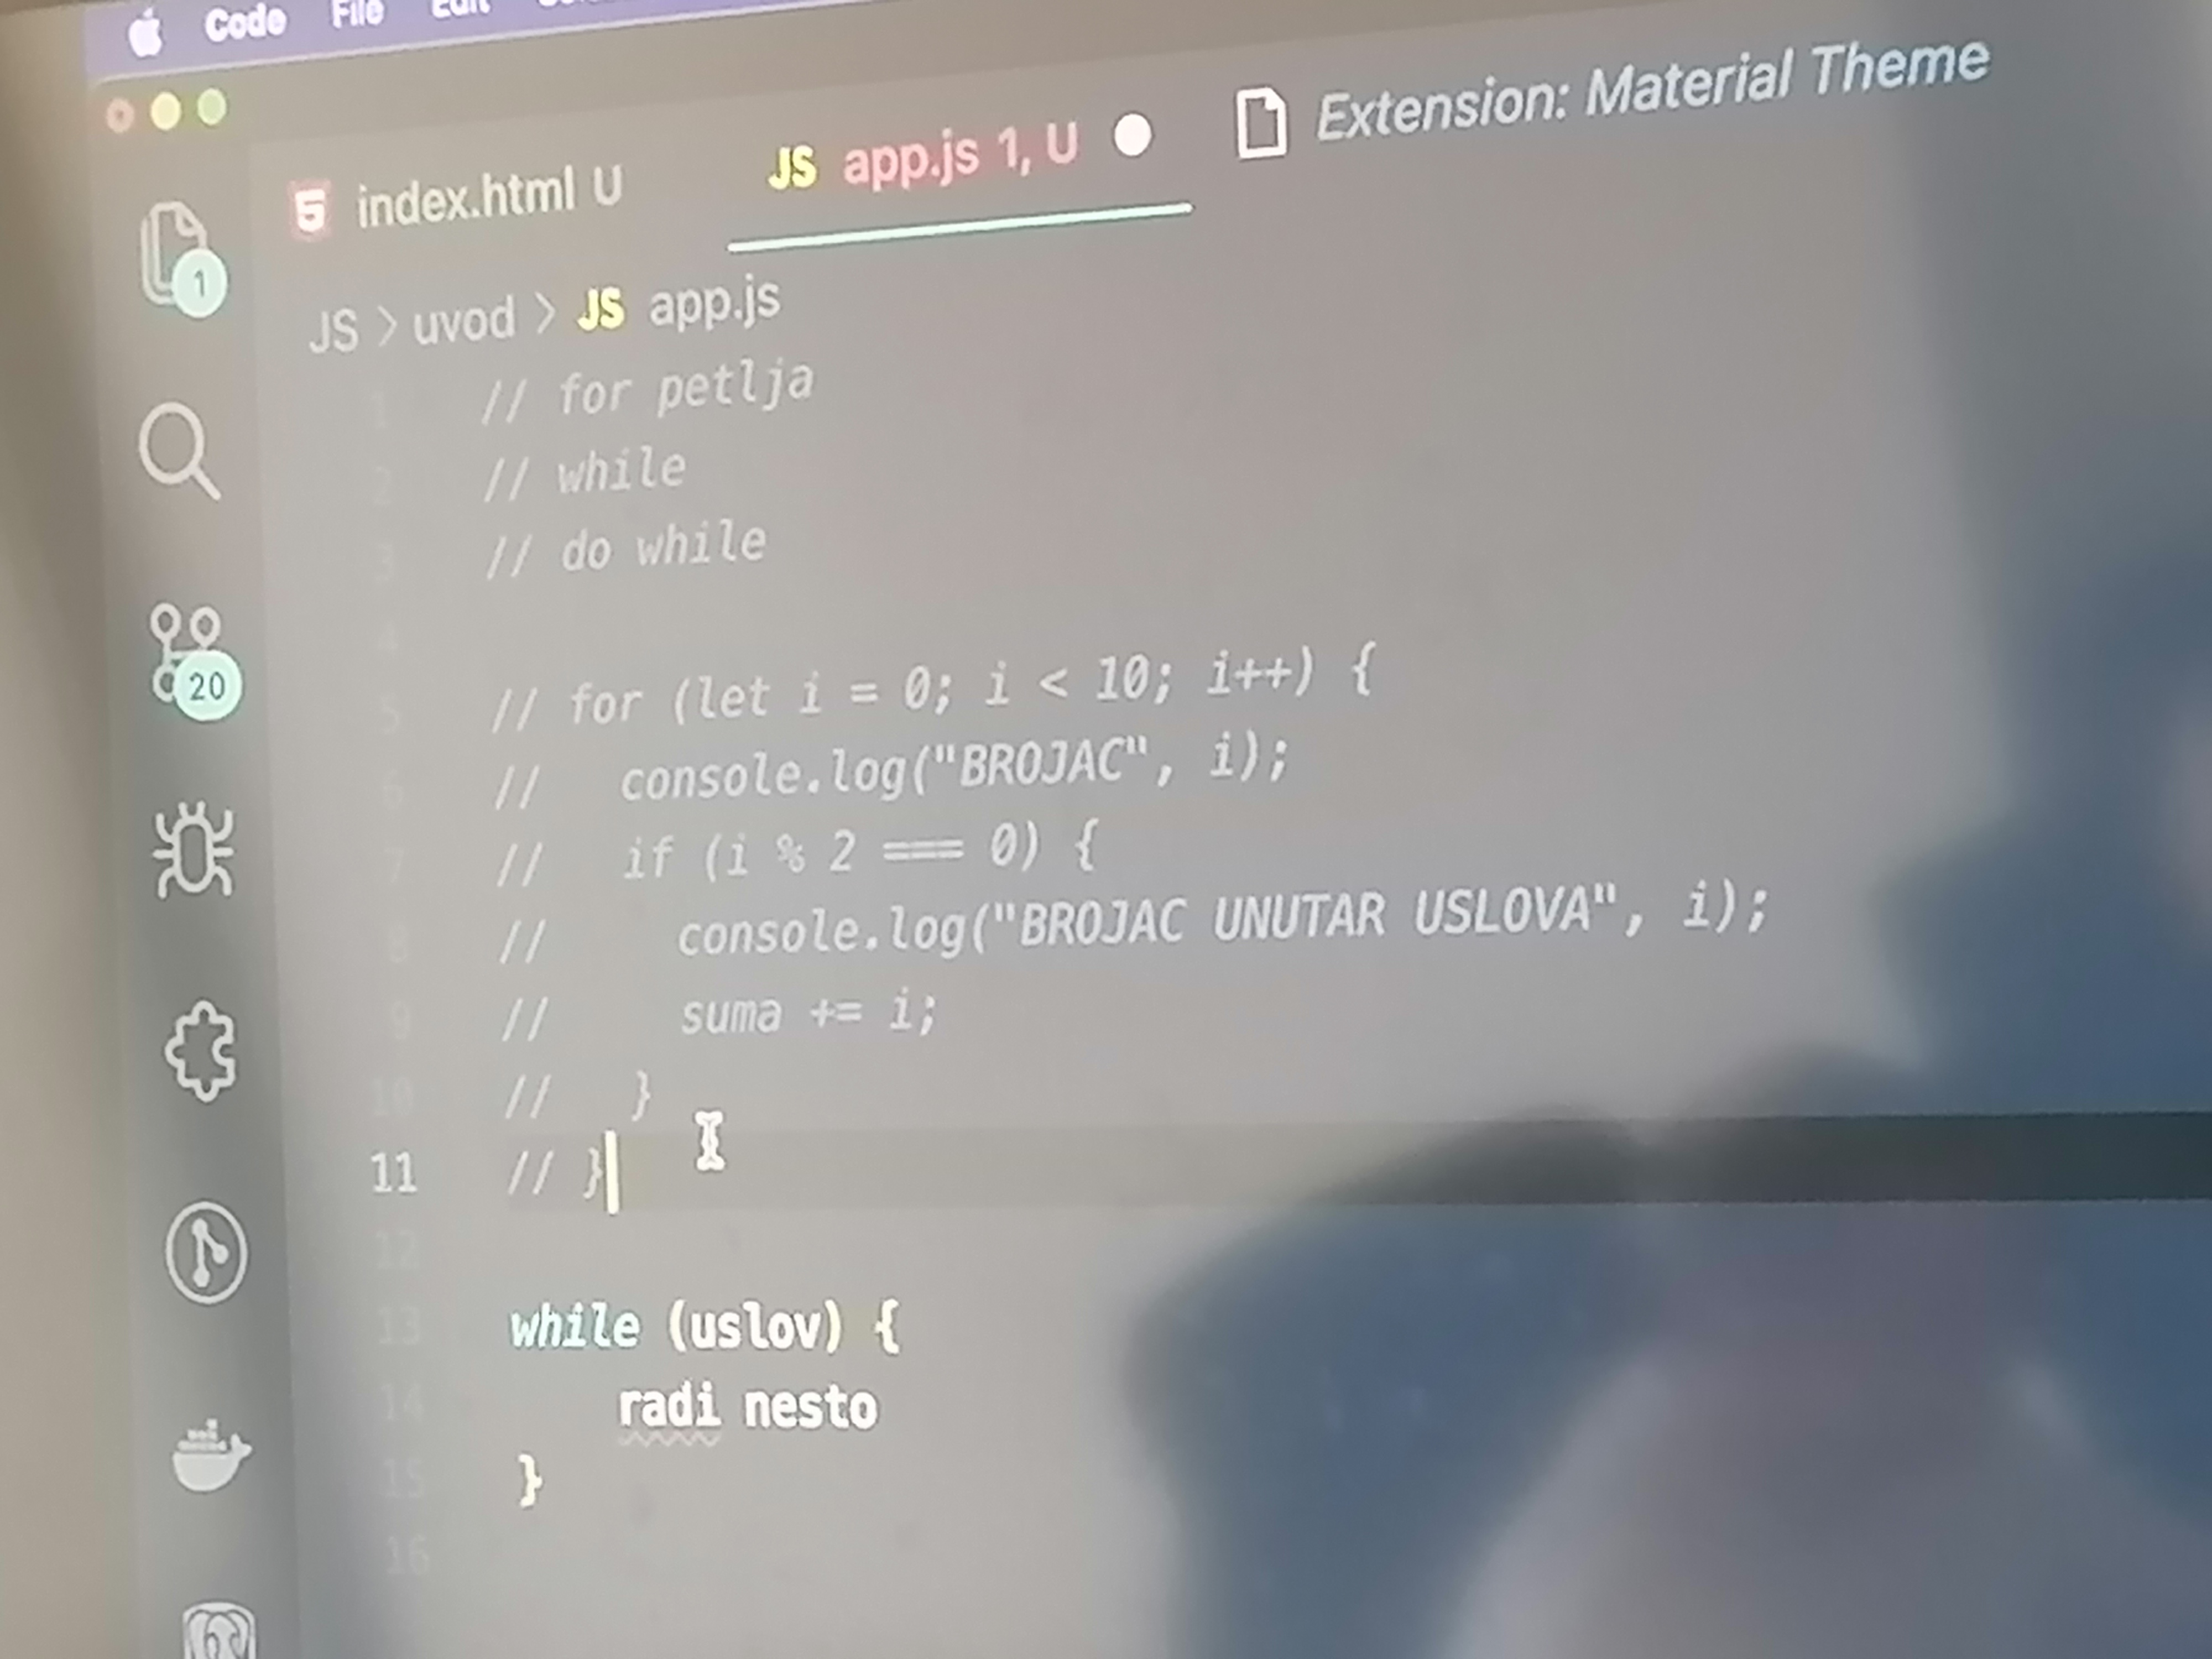 Code File Edit
index.html U JS app.js 1, U Extension: Material Theme
JS > uvod > JS app.js
1 // for petlja
2 // while
3 // do while
4
5 // for (let i = 0; i < 10; i++) {
6 //   console.log("BROJAC", i);
7 //   if (i % 2 === 0) {
8 //     console.log("BROJAC UNUTAR USLOVA", i);
9 //     suma += i;
10 //   }
11 // }
12
13 while (uslov) {
14     radi nesto
15 }
16
1
20